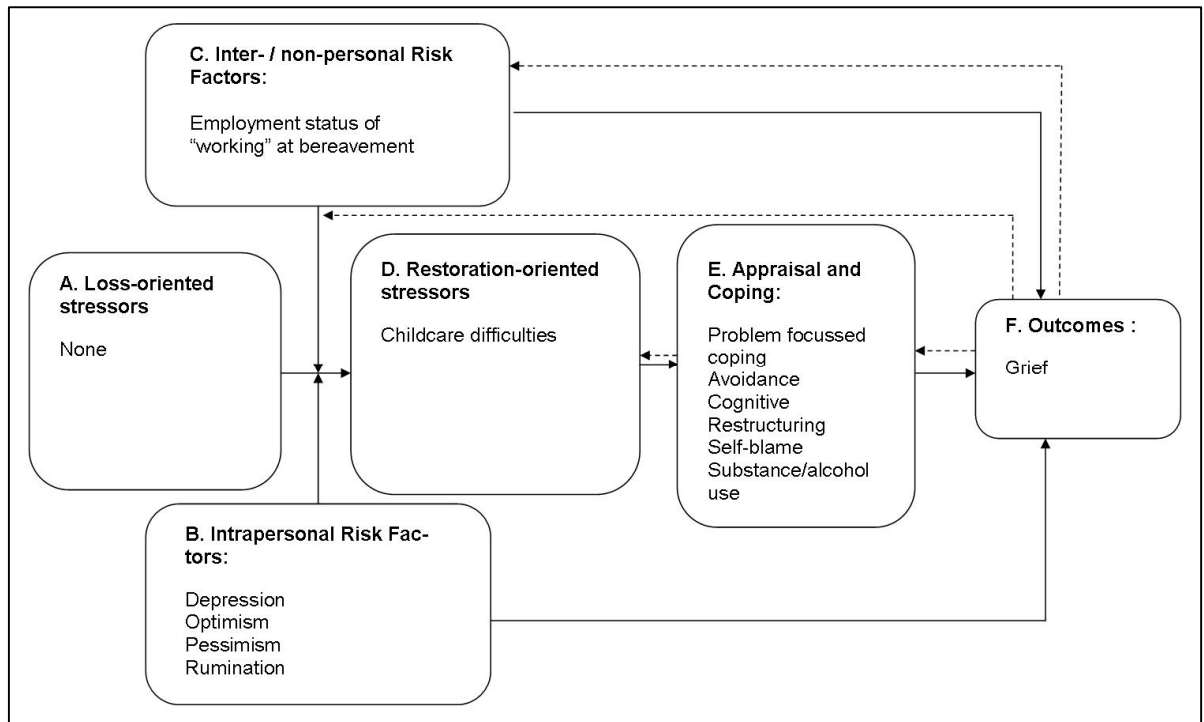 C. Inter- / non-personal Risk
Factors:
Employment status of
“working” at bereavement
A. Loss-oriented
stressors
None
D. Restoration-oriented
stressors
Childcare difficulties
E. Appraisal and
Coping:
Problem focussed
coping
Avoidance
Cognitive
Restructuring
Self-blame
Substance/alcohol
use
F. Outcomes :
Grief
B. Intrapersonal Risk Fac-
tors:
Depression
Optimism
Pessimism
Rumination